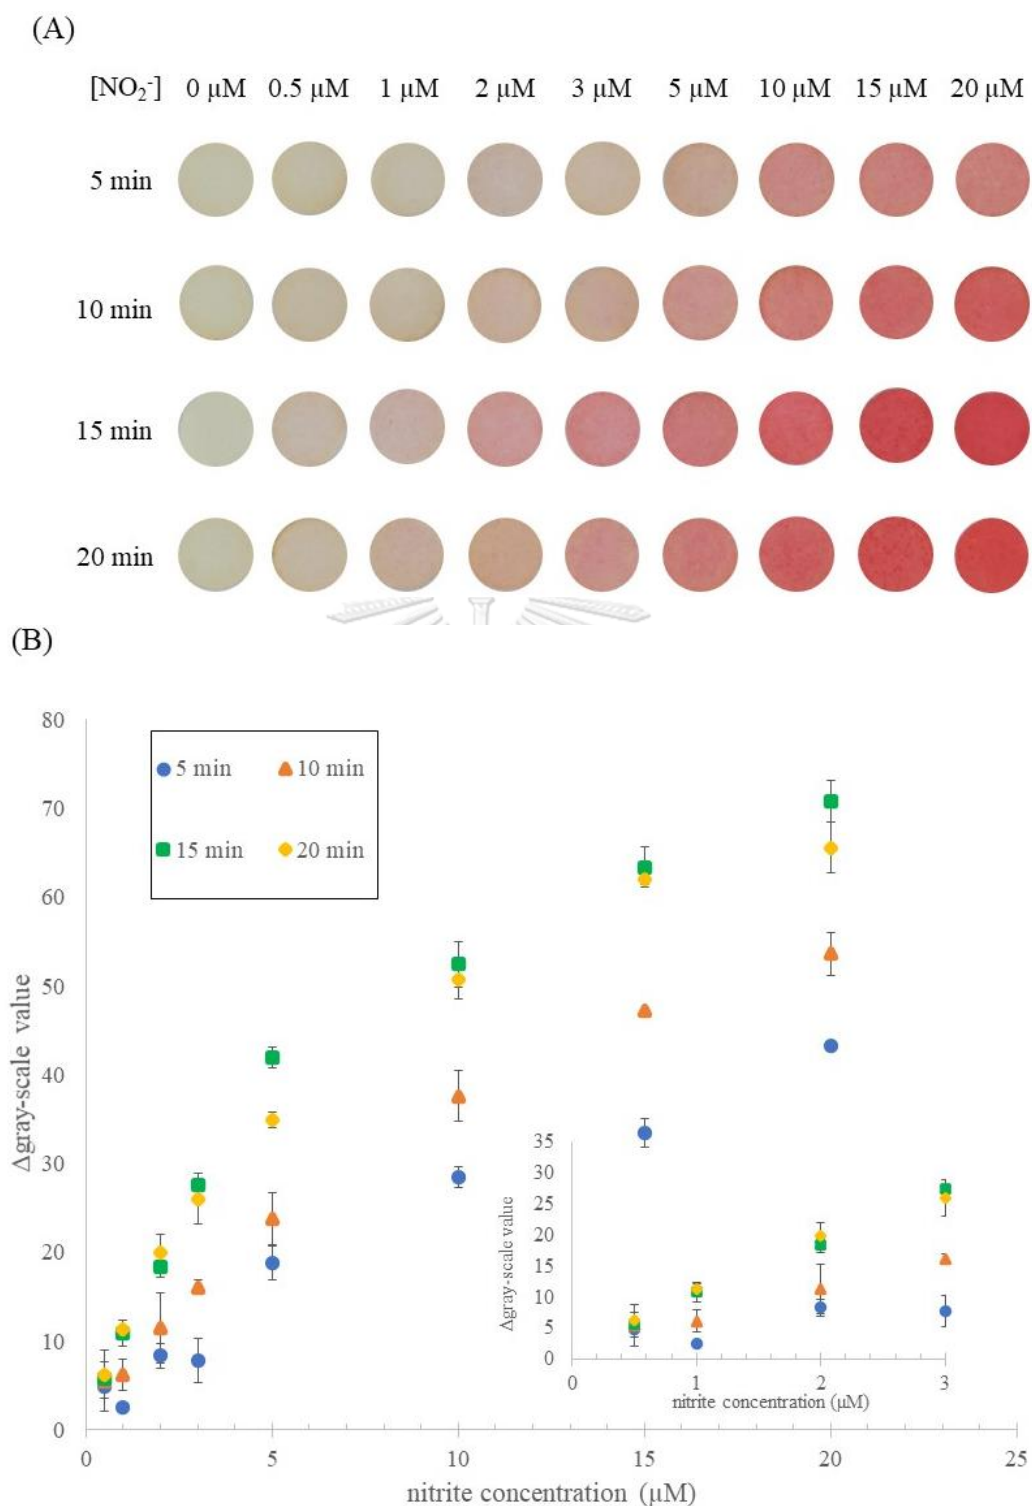 (A)
[NO₂⁻] 0 µM 0.5 µM 1 µM 2 µM 3 µM 5 µM 10 µM 15 µM 20 µM
5 min
10 min
15 min
20 min
(B)
80
70
60
50
40
30
20
10
0
Δgray-scale value
5 min 10 min
15 min 20 min
35
30
25
20
15
10
5
0
Δgray-scale value
0 1 2 3
nitrite concentration (µM)
0 5 10 15 20 25
nitrite concentration (µM)